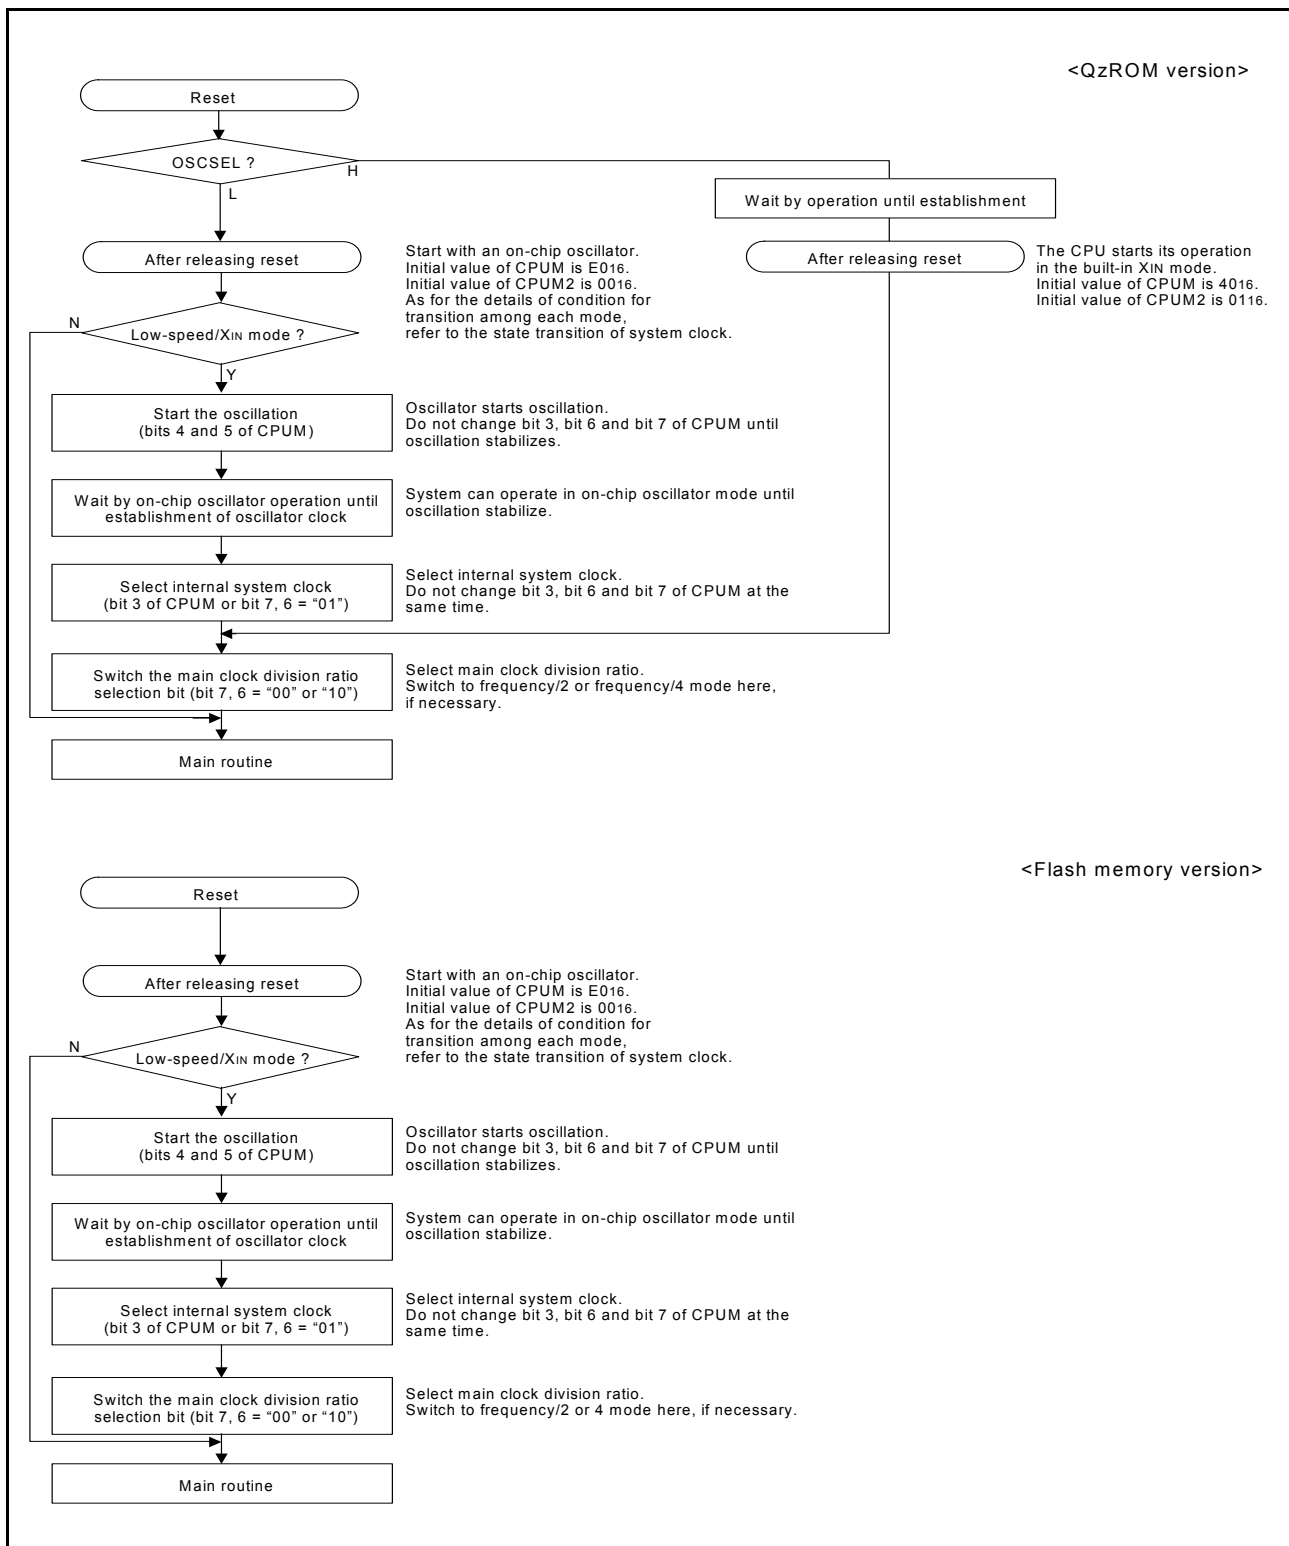 <QzROM version>
Reset
OSCSEL ?
H
L
Wait by operation until establishment
After releasing reset
Start with an on-chip oscillator.
Initial value of CPUM is E016.
Initial value of CPUM2 is 0016.
As for the details of condition for
transition among each mode,
refer to the state transition of system clock.
After releasing reset
The CPU starts its operation
in the built-in XIN mode.
Initial value of CPUM is 4016.
Initial value of CPUM2 is 0116.
N
Low-speed/XIN mode ?
Y
Start the oscillation
(bits 4 and 5 of CPUM)
Oscillator starts oscillation.
Do not change bit 3, bit 6 and bit 7 of CPUM until
oscillation stabilizes.
Wait by on-chip oscillator operation until
establishment of oscillator clock
System can operate in on-chip oscillator mode until
oscillation stabilize.
Select internal system clock
(bit 3 of CPUM or bit 7, 6 = “01”)
Select internal system clock.
Do not change bit 3, bit 6 and bit 7 of CPUM at the
same time.
Switch the main clock division ratio
selection bit (bit 7, 6 = “00” or “10”)
Select main clock division ratio.
Switch to frequency/2 or frequency/4 mode here,
if necessary.
Main routine
<Flash memory version>
Reset
After releasing reset
Start with an on-chip oscillator.
Initial value of CPUM is E016.
Initial value of CPUM2 is 0016.
As for the details of condition for
transition among each mode,
refer to the state transition of system clock.
N
Low-speed/XIN mode ?
Y
Start the oscillation
(bits 4 and 5 of CPUM)
Oscillator starts oscillation.
Do not change bit 3, bit 6 and bit 7 of CPUM until
oscillation stabilizes.
Wait by on-chip oscillator operation until
establishment of oscillator clock
System can operate in on-chip oscillator mode until
oscillation stabilize.
Select internal system clock
(bit 3 of CPUM or bit 7, 6 = “01”)
Select internal system clock.
Do not change bit 3, bit 6 and bit 7 of CPUM at the
same time.
Switch the main clock division ratio
selection bit (bit 7, 6 = “00” or “10”)
Select main clock division ratio.
Switch to frequency/2 or 4 mode here, if necessary.
Main routine